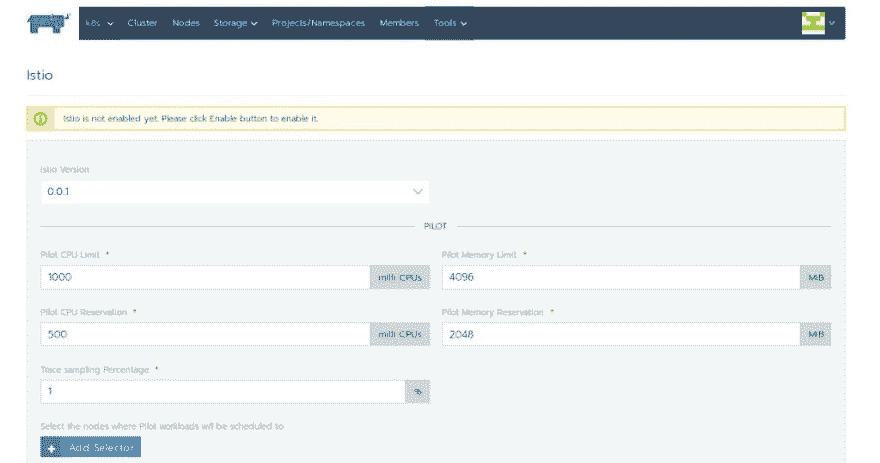 k8s Cluster Nodes Storage Projects/Namespaces Members Tools
Istio
Istio is not enabled yet. Please click Enable button to enable it.
Istio Version
0.0.1
PILOT
Pilot CPU Limit * Pilot Memory Limit *
1000 milli CPUs 4096 MiB
Pilot CPU Reservation * Pilot Memory Reservation *
500 milli CPUs 2048 MiB
Trace sampling Percentage *
1 %
Select the nodes where Pilot workloads will be scheduled to
+ Add Selector